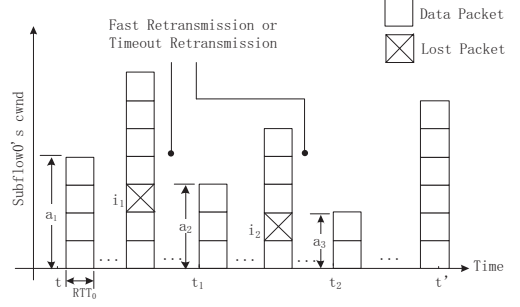 Data Packet
Fast Retransmission or
Timeout Retransmission
Lost Packet
Subflow0's cwnd
a1
i1
a2
i2
a3
... ... ... ... ...
Time
t
RTT0
t1
t2
t'